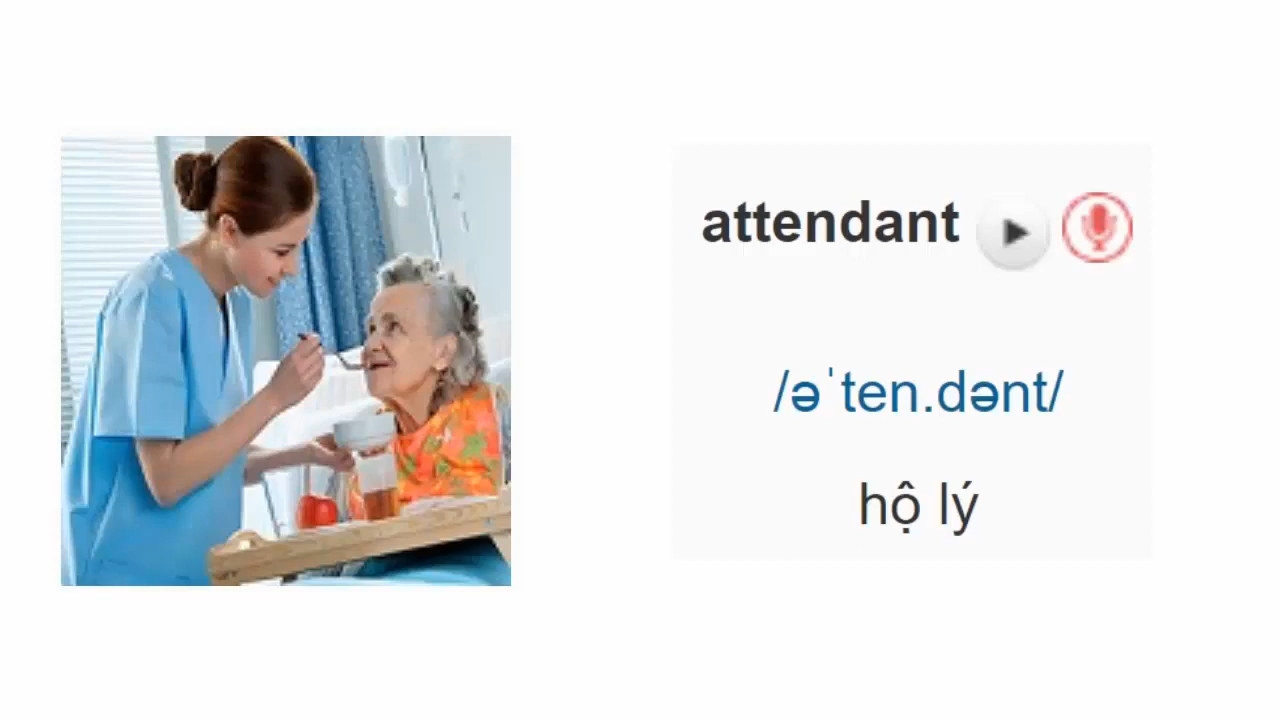 attendant
/əˈten.dənt/
hộ lý